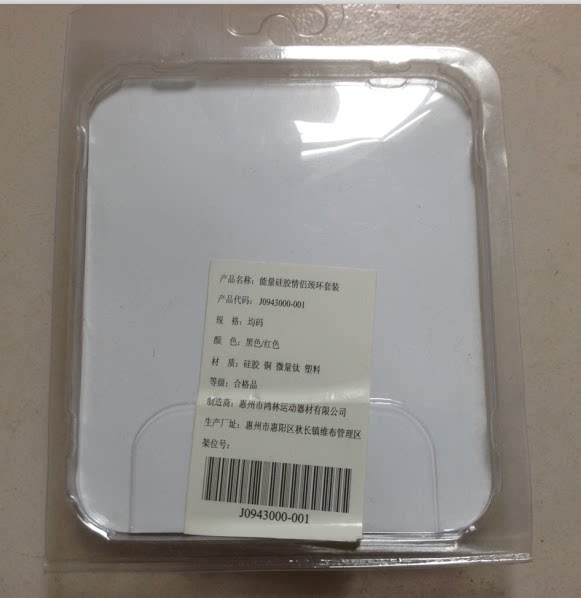 产品名称：能量硅胶情侣颈环套装
产品代码：J0943000-001
规 格：均码
颜 色：黑色/红色
材 质：硅胶 铜 微量钛 塑料
等级：合格品
制造商：惠州市鸿林运动器材有限公司
生产厂址：惠州市惠阳区秋长镇维布管理区
架位号：
J0943000-001